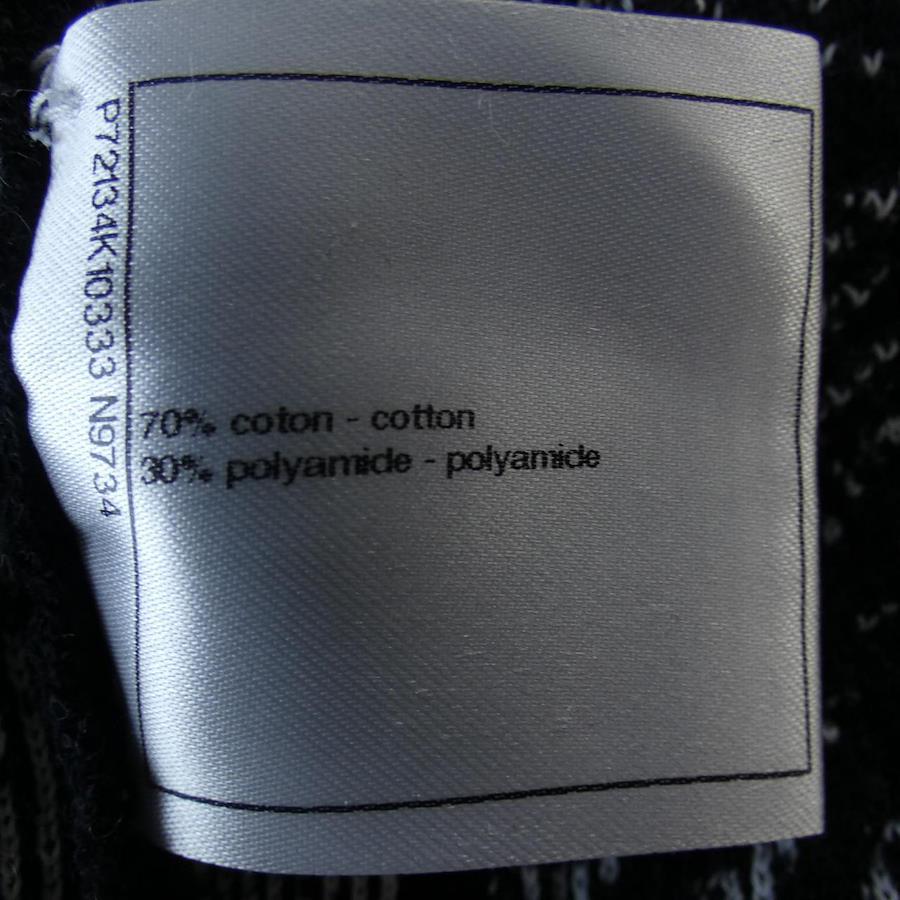 P72134K10333 N9734
70% coton - cotton
30% polyamide - polyamide